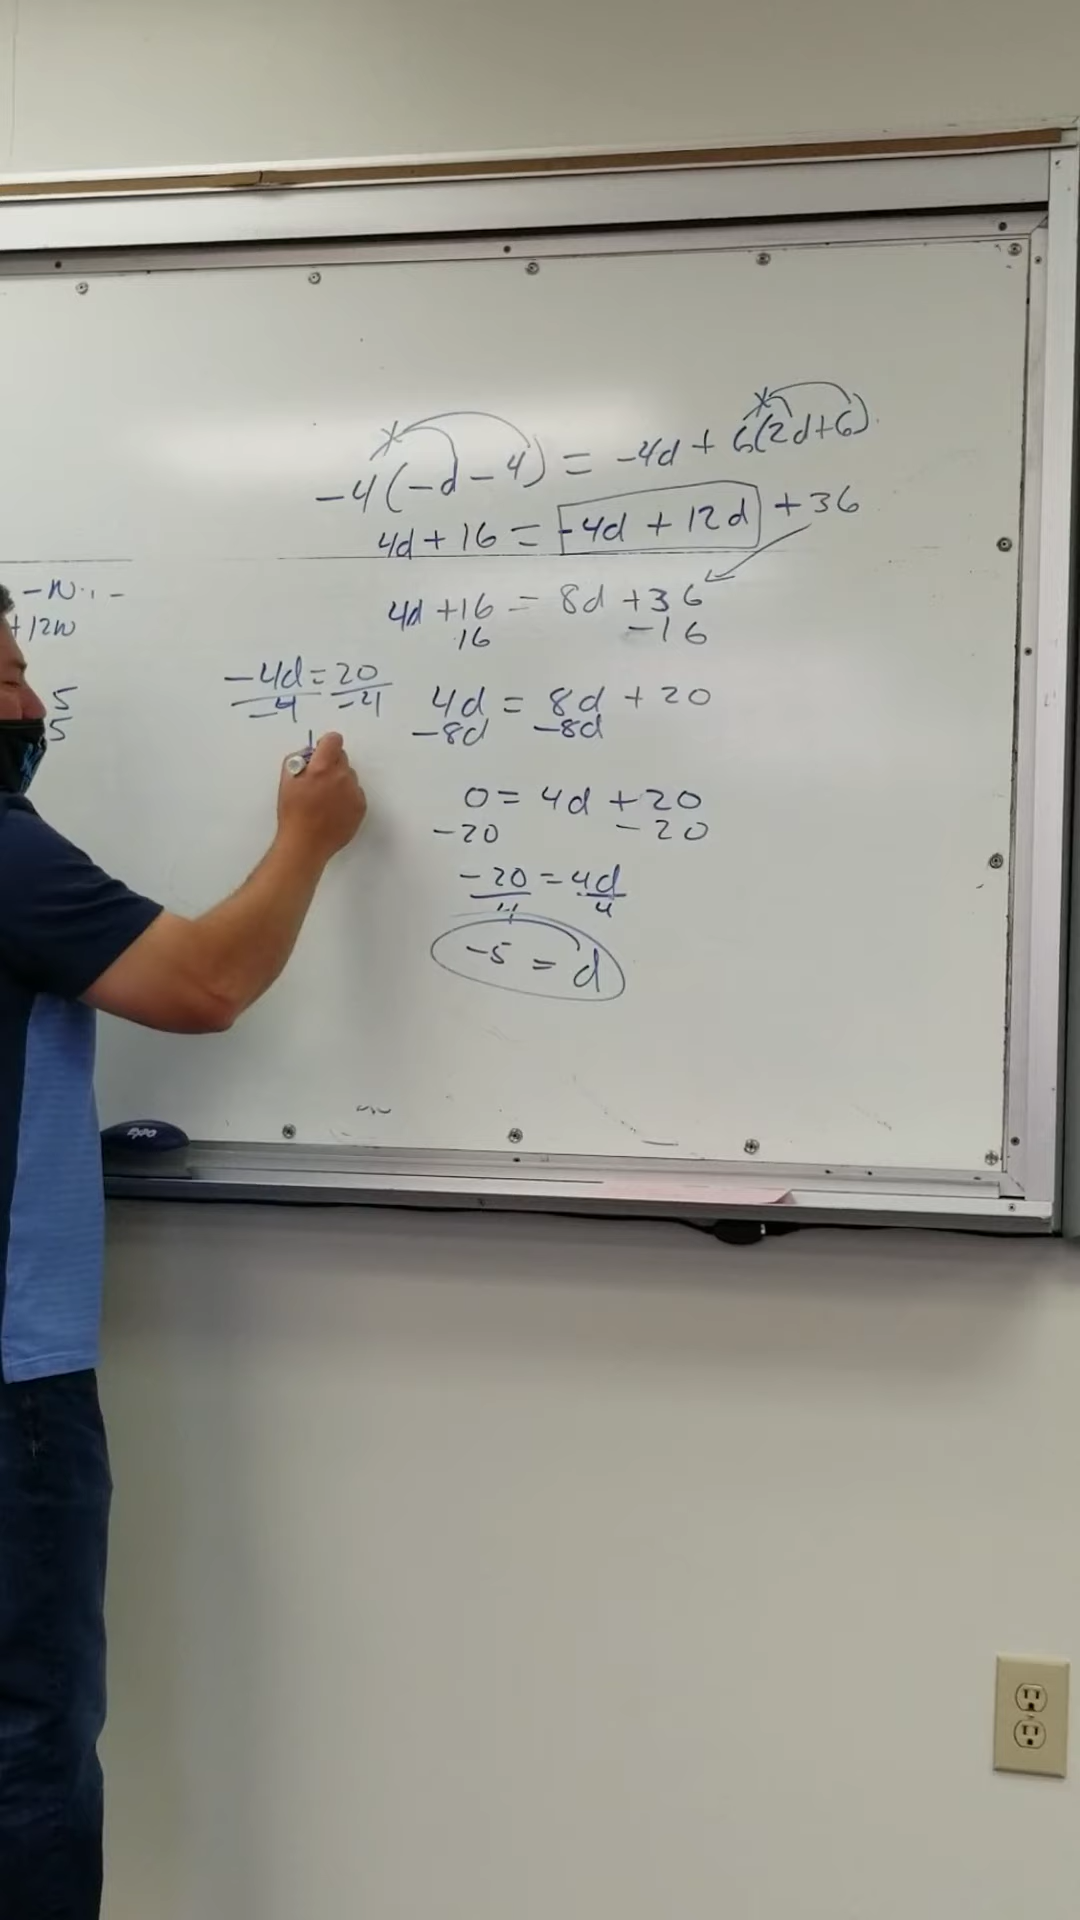 -4(-d-4) = -4d + 6(2d+6)
4d + 16 = -4d + 12d + 36
4d + 16 = 8d + 36
16 -16
4d = 8d + 20
-8d -8d
0 = 4d + 20
-20 -20
-20 = 4d
4 4
-5 = d
-4d = 20
-4 -4
+12w
5
5
EXPO